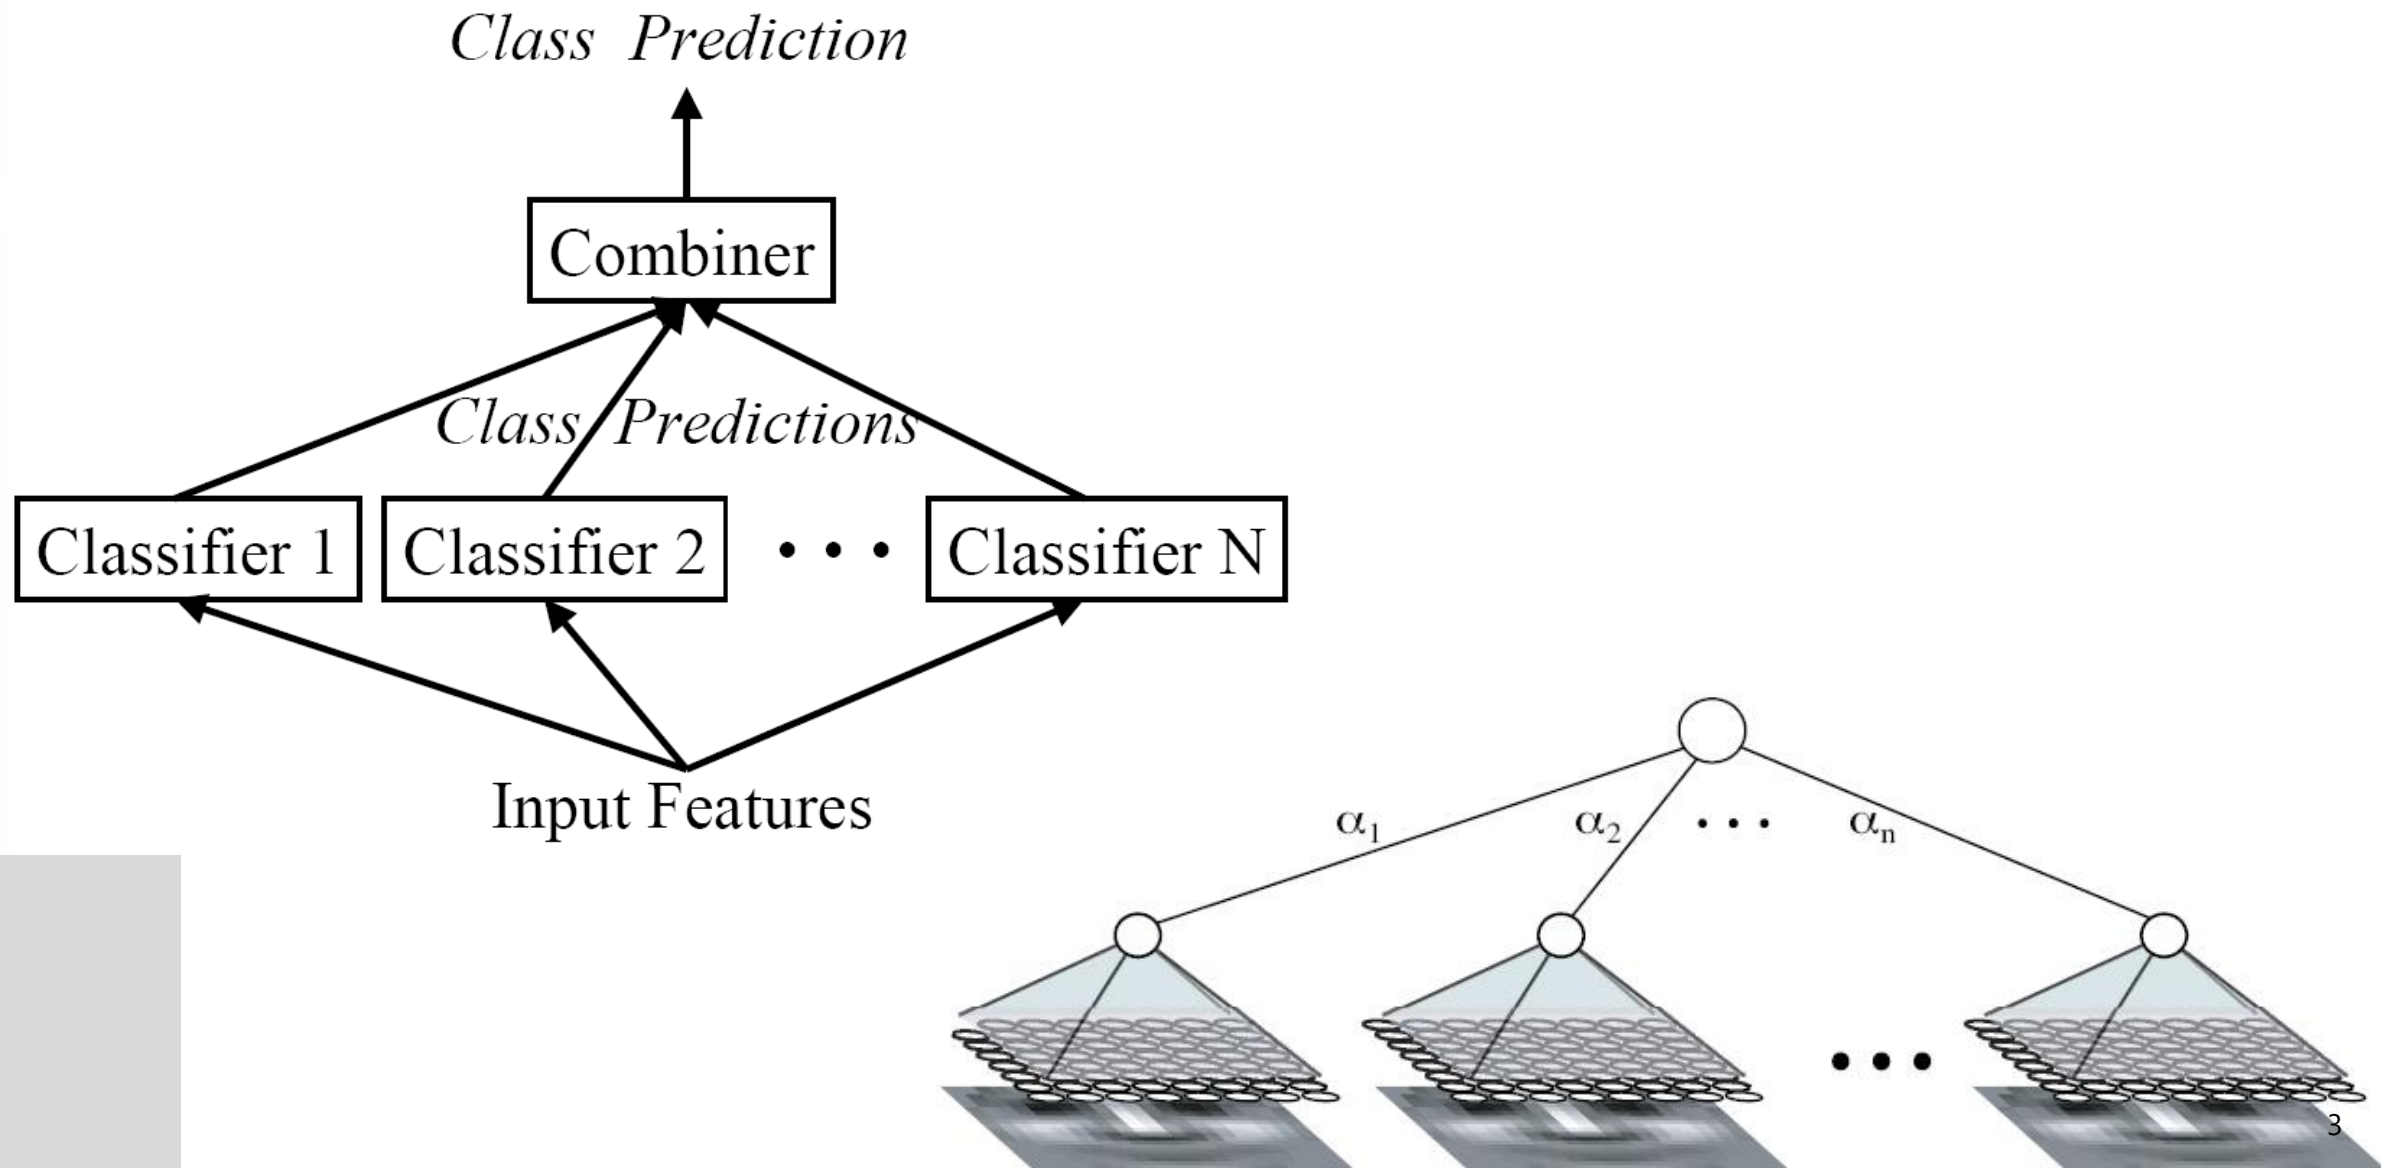 Class Prediction
Combiner
Class Predictions
Classifier 1 Classifier 2 • • • Classifier N
Input Features
α1 α2 • • • αn
• • •
3